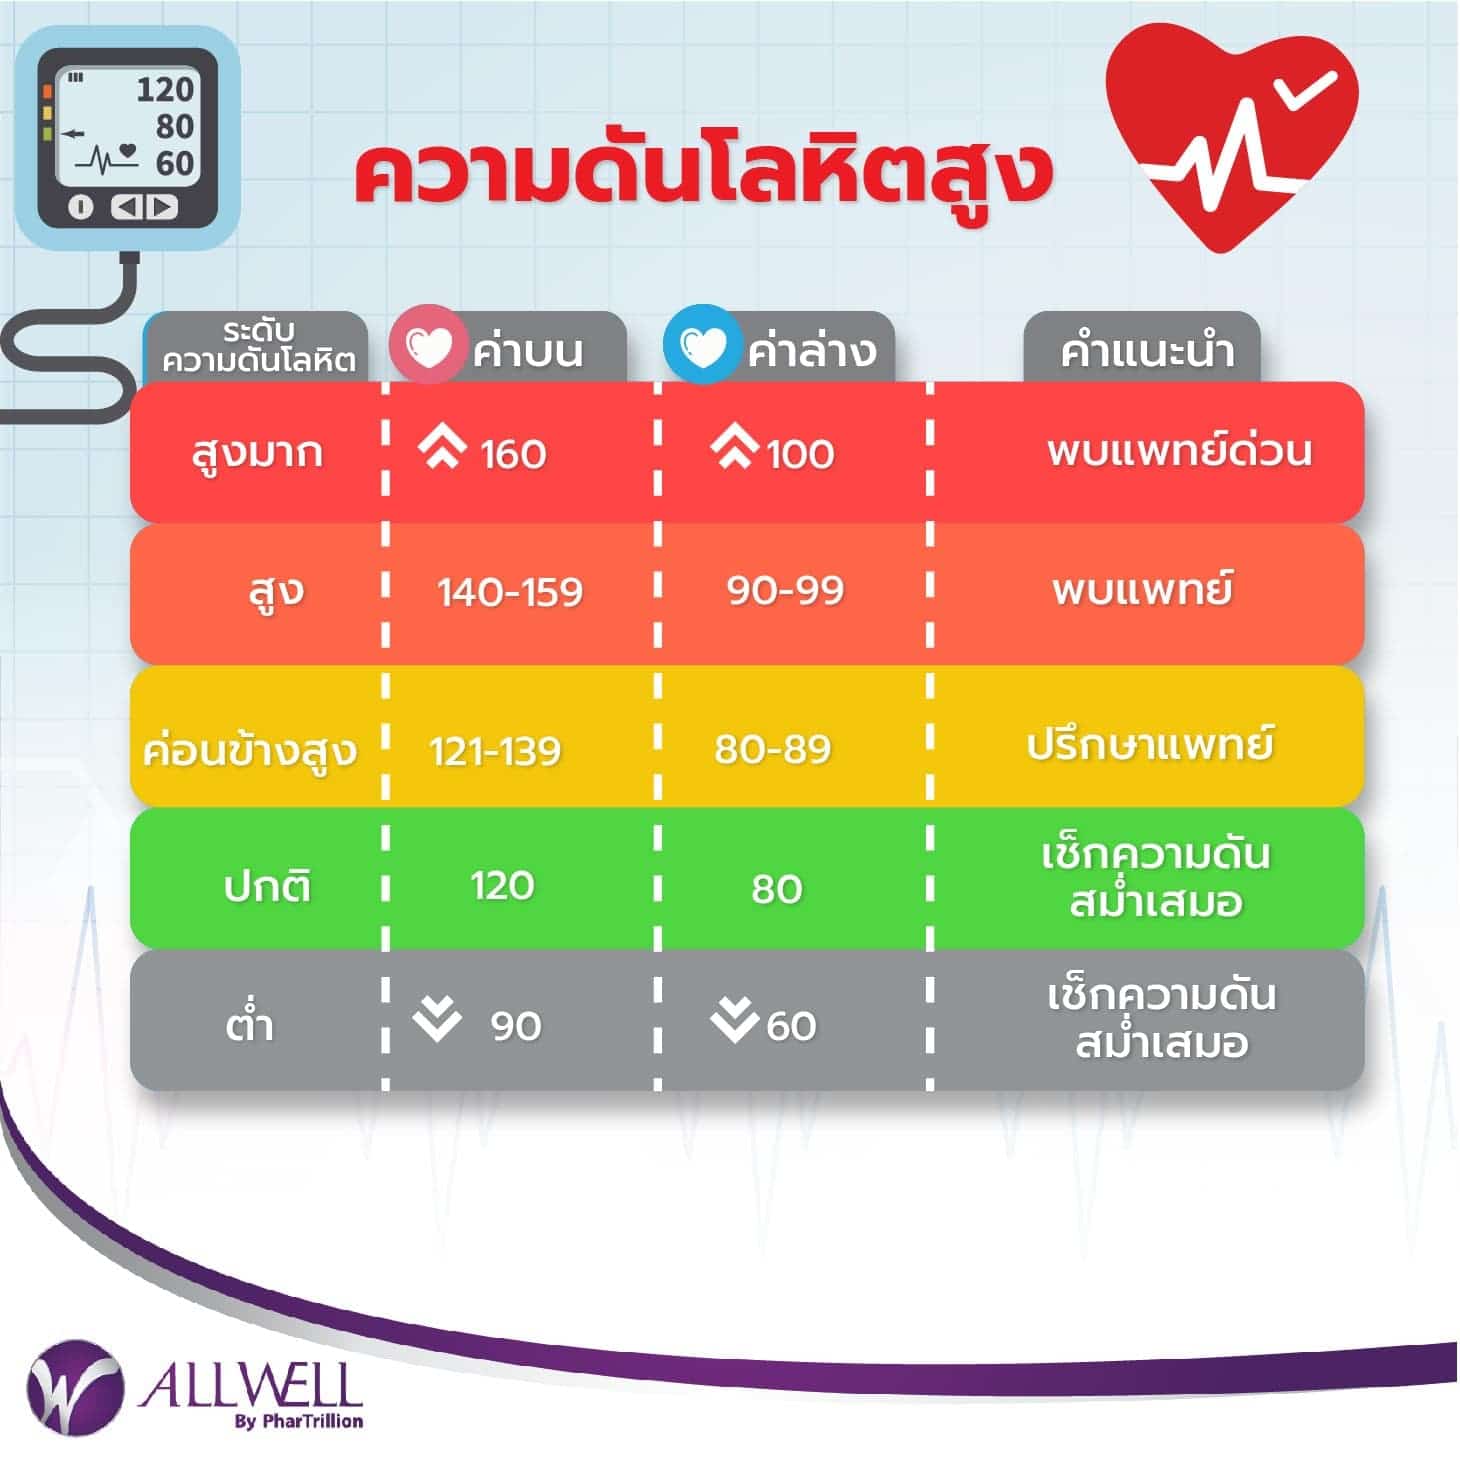 120
80
60
ความดันโลหิตสูง
ระดับ
ความดันโลหิต
ค่าบน
ค่าล่าง
คำแนะนำ
สูงมาก
160
100
พบแพทย์ด่วน
สูง
140-159
90-99
พบแพทย์
ค่อนข้างสูง
121-139
80-89
ปรึกษาแพทย์
ปกติ
120
80
เช็กความดัน
สม่ำเสมอ
ต่ำ
90
60
เช็กความดัน
สม่ำเสมอ
ALLWELL
By PharTrillion